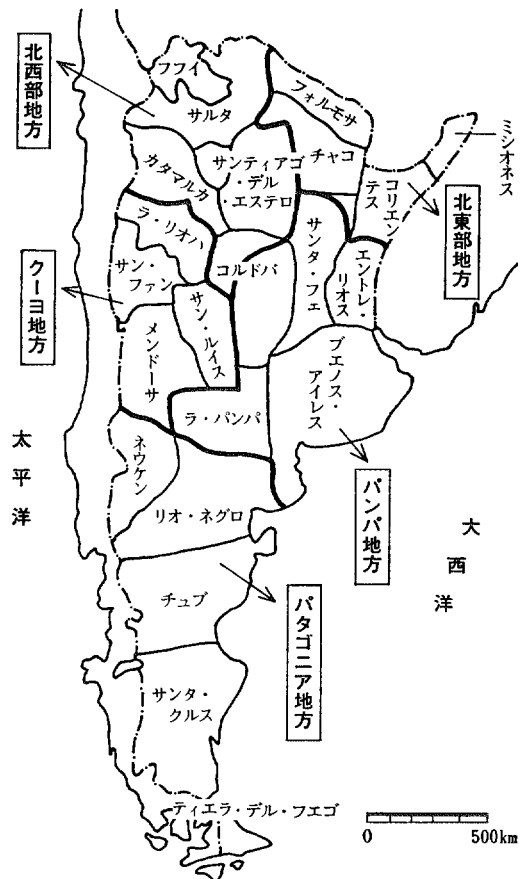 北西部地方
フフイ
サルタ
フォルモサ
ミシオネス
カタマルカ
サンティアゴ
・デル
・エステロ
チャコ
コリエン
テス
北東部地方
ラ・リオハ
クーヨ地方
サン・
ファン
コルドバ
サンタ・フェ
エントレ・
リオス
サン・ルイス
メンドーサ
ブエノス・
アイレス
ラ・パンパ
太平洋
ネウケン
リオ・ネグロ
パンパ地方
大西洋
チュブ
パタゴニア地方
サンタ・
クルス
ティエラ・デル・フエゴ
0 500km